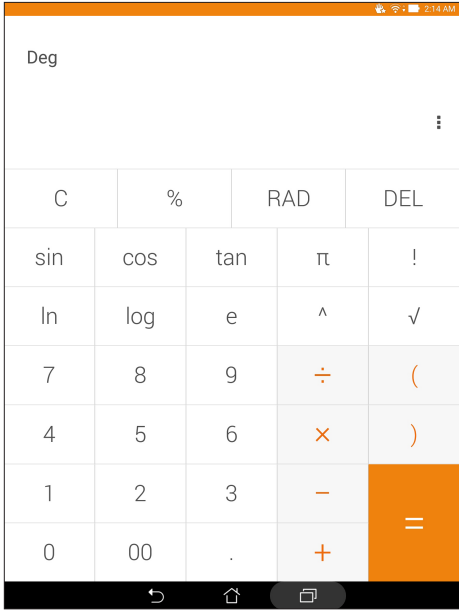 2:14 AM
Deg
C % RAD DEL
sin cos tan π !
ln log e ^ √
7 8 9 ÷ (
4 5 6 × )
1 2 3 −
=
0 00 . +